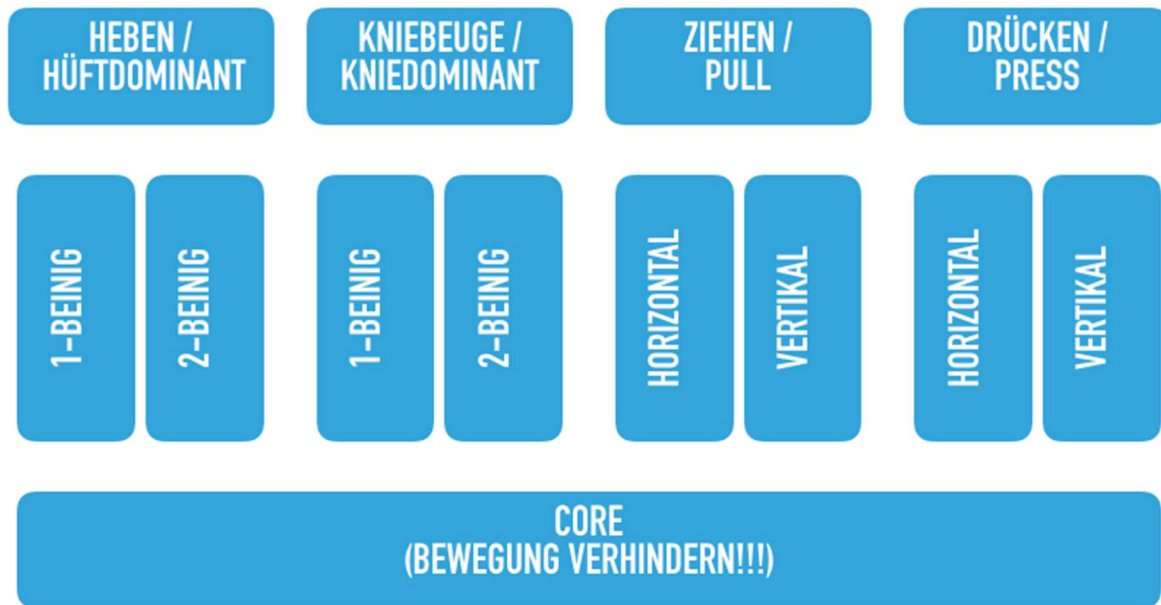 HEBEN /
HÜFTDOMINANT
KNIEBEUGE /
KNIEDOMINANT
ZIEHEN /
PULL
DRÜCKEN /
PRESS
1-BEINIG
2-BEINIG
1-BEINIG
2-BEINIG
HORIZONTAL
VERTIKAL
HORIZONTAL
VERTIKAL
CORE
(BEWEGUNG VERHINDERN!!!)